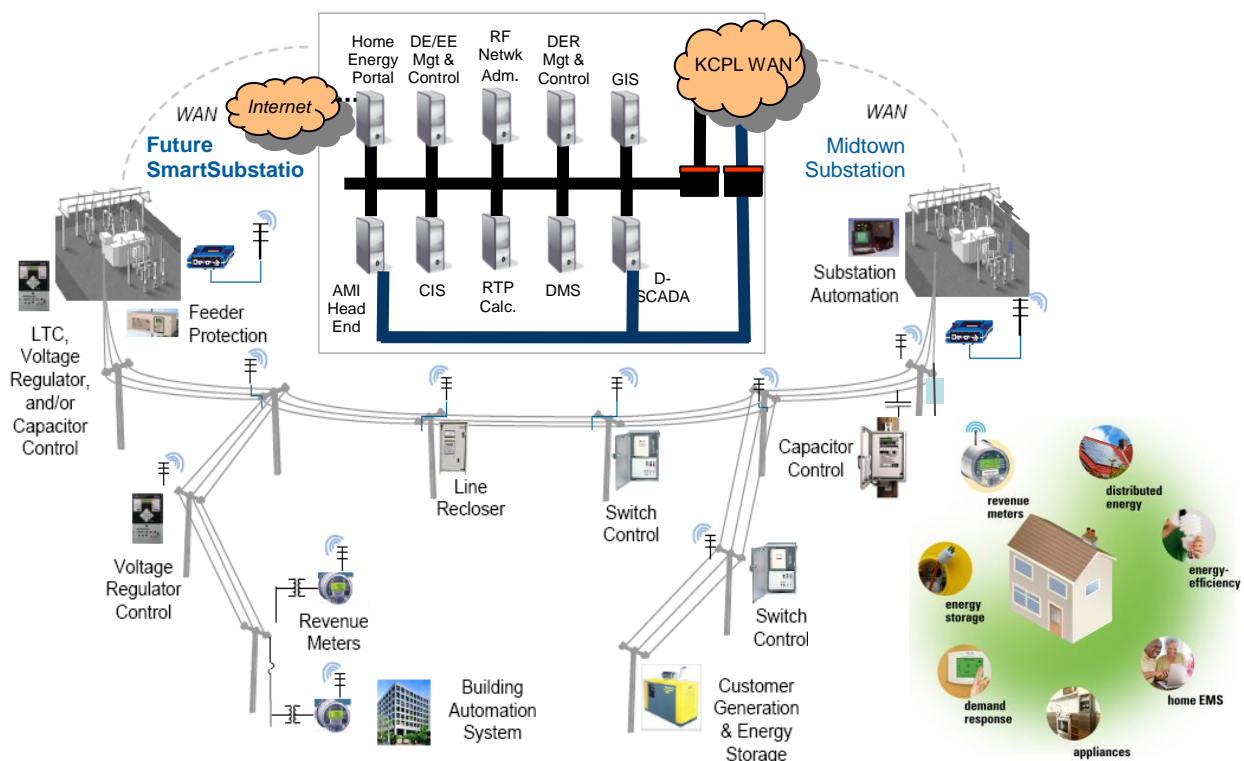 Home
Energy
Portal
DE/EE
Mgt &
Control
RF
Netwk
Adm.
DER
Mgt &
Control
GIS
KCPL WAN
WAN
Internet
WAN
Future
SmartSubstatio
Midtown
Substation
AMI
Head
End
CIS
RTP
Calc.
DMS
D-
SCADA
Substation
Automation
Feeder
Protection
LTC,
Voltage
Regulator,
and/or
Capacitor
Control
Line
Recloser
Switch
Control
Capacitor
Control
Voltage
Regulator
Control
Revenue
Meters
Switch
Control
Building
Automation
System
Customer
Generation
& Energy
Storage
revenue
meters
distributed
energy
energy-
efficiency
energy
storage
demand
response
home EMS
appliances